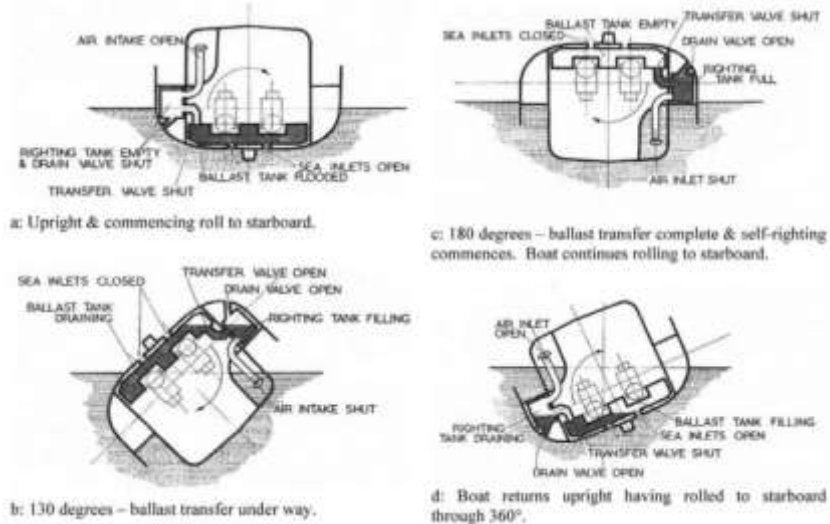 AIR INTAKE OPEN
RIGHTING TANK EMPTY
& DRAIN VALVE SHUT
TRANSFER VALVE SHUT
BALLAST TANK FLOODED
SEA INLETS OPEN
a: Upright & commencing roll to starboard.
SEA INLETS CLOSED
BALLAST TANK EMPTY
TRANSFER VALVE SHUT
DRAIN VALVE OPEN
RIGHTING
TANK FULL
AIR INLET SHUT
c: 180 degrees – ballast transfer complete & self-righting
commences. Boat continues rolling to starboard.
SEA INLETS CLOSED
BALLAST TANK
DRAINING
TRANSFER VALVE OPEN
DRAIN VALVE OPEN
RIGHTING TANK FILLING
AIR INTAKE SHUT
b: 130 degrees – ballast transfer under way.
AIR INLET
OPEN
RIGHTING
TANK DRAINING
DRAIN VALVE OPEN
TRANSFER VALVE SHUT
BALLAST TANK FILLING
SEA INLETS OPEN
d: Boat returns upright having rolled to starboard
through 360°.